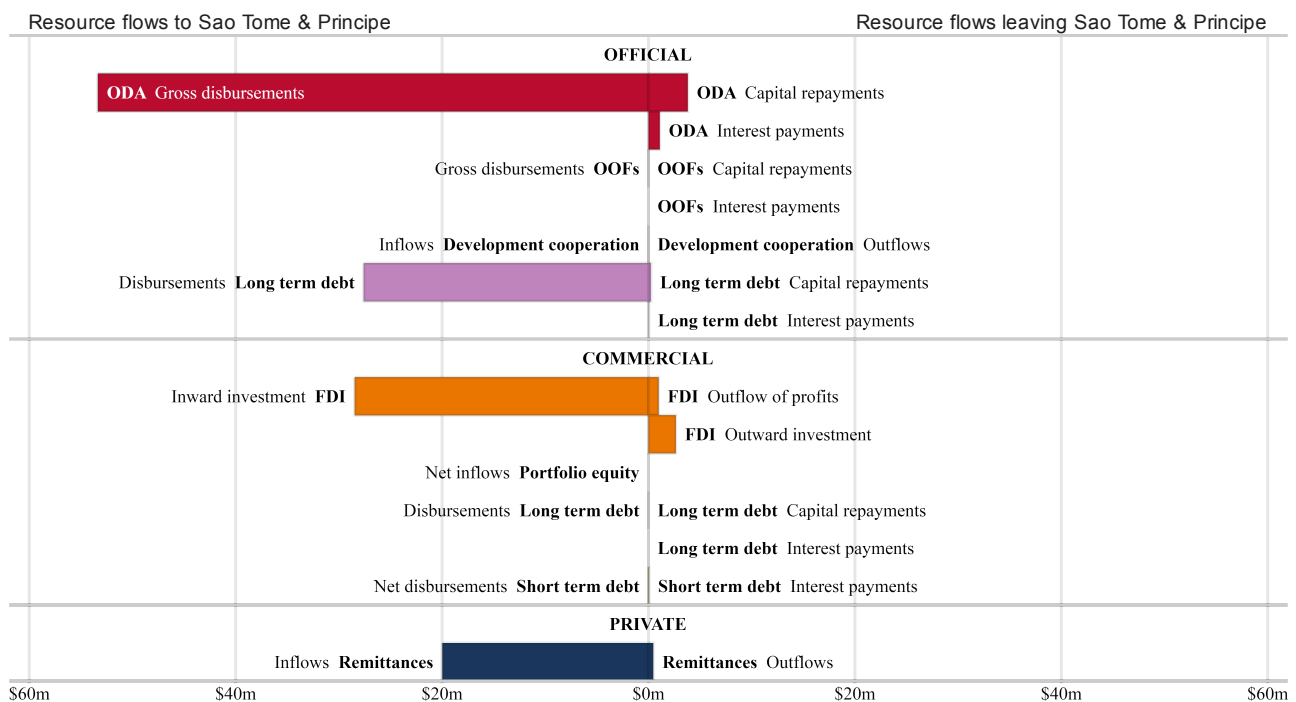 Resource flows to Sao Tome & Principe Resource flows leaving Sao Tome & Principe
OFFICIAL
ODA Gross disbursements ODA Capital repayments
ODA Interest payments
Gross disbursements OOFs OOFs Capital repayments
OOFs Interest payments
Inflows Development cooperation Development cooperation Outflows
Disbursements Long term debt Long term debt Capital repayments
Long term debt Interest payments
COMMERCIAL
Inward investment FDI FDI Outflow of profits
FDI Outward investment
Net inflows Portfolio equity
Disbursements Long term debt Long term debt Capital repayments
Long term debt Interest payments
Net disbursements Short term debt Short term debt Interest payments
PRIVATE
Inflows Remittances Remittances Outflows
$60m $40m $20m $0m $20m $40m $60m